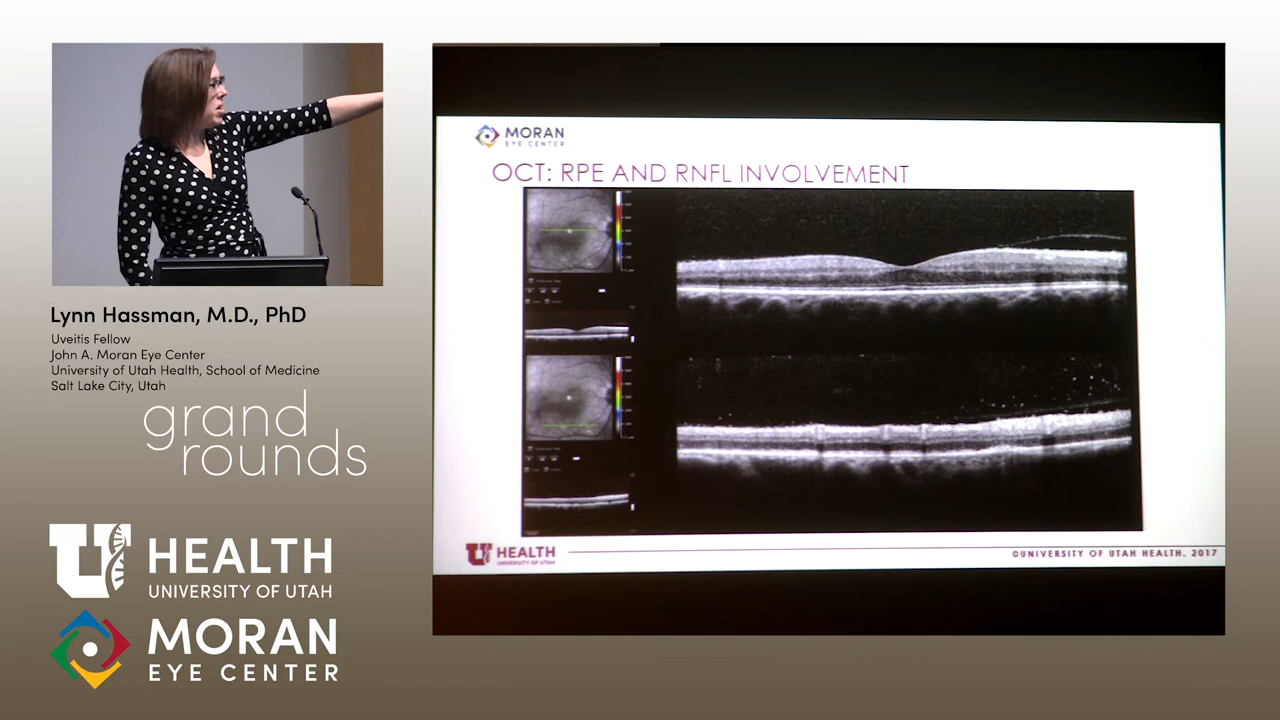 Lynn Hassman, M.D., PhD
Uveitis Fellow
John A. Moran Eye Center
University of Utah Health, School of Medicine
Salt Lake City, Utah
grand
rounds
U HEALTH
UNIVERSITY OF UTAH
MORAN
EYE CENTER
MORAN
EYE CENTER
OCT: RPE AND RNFL INVOLVEMENT
U HEALTH
UNIVERSITY OF UTAH
©UNIVERSITY OF UTAH HEALTH, 2017